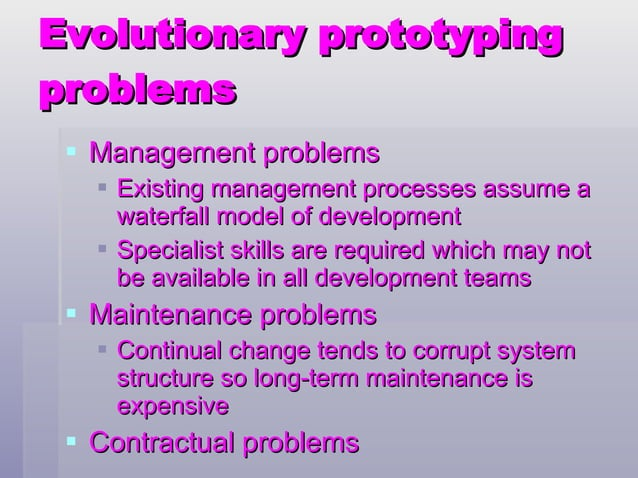 Evolutionary prototyping
problems
Management problems
Existing management processes assume a
waterfall model of development
Specialist skills are required which may not
be available in all development teams
Maintenance problems
Continual change tends to corrupt system
structure so long-term maintenance is
expensive
Contractual problems